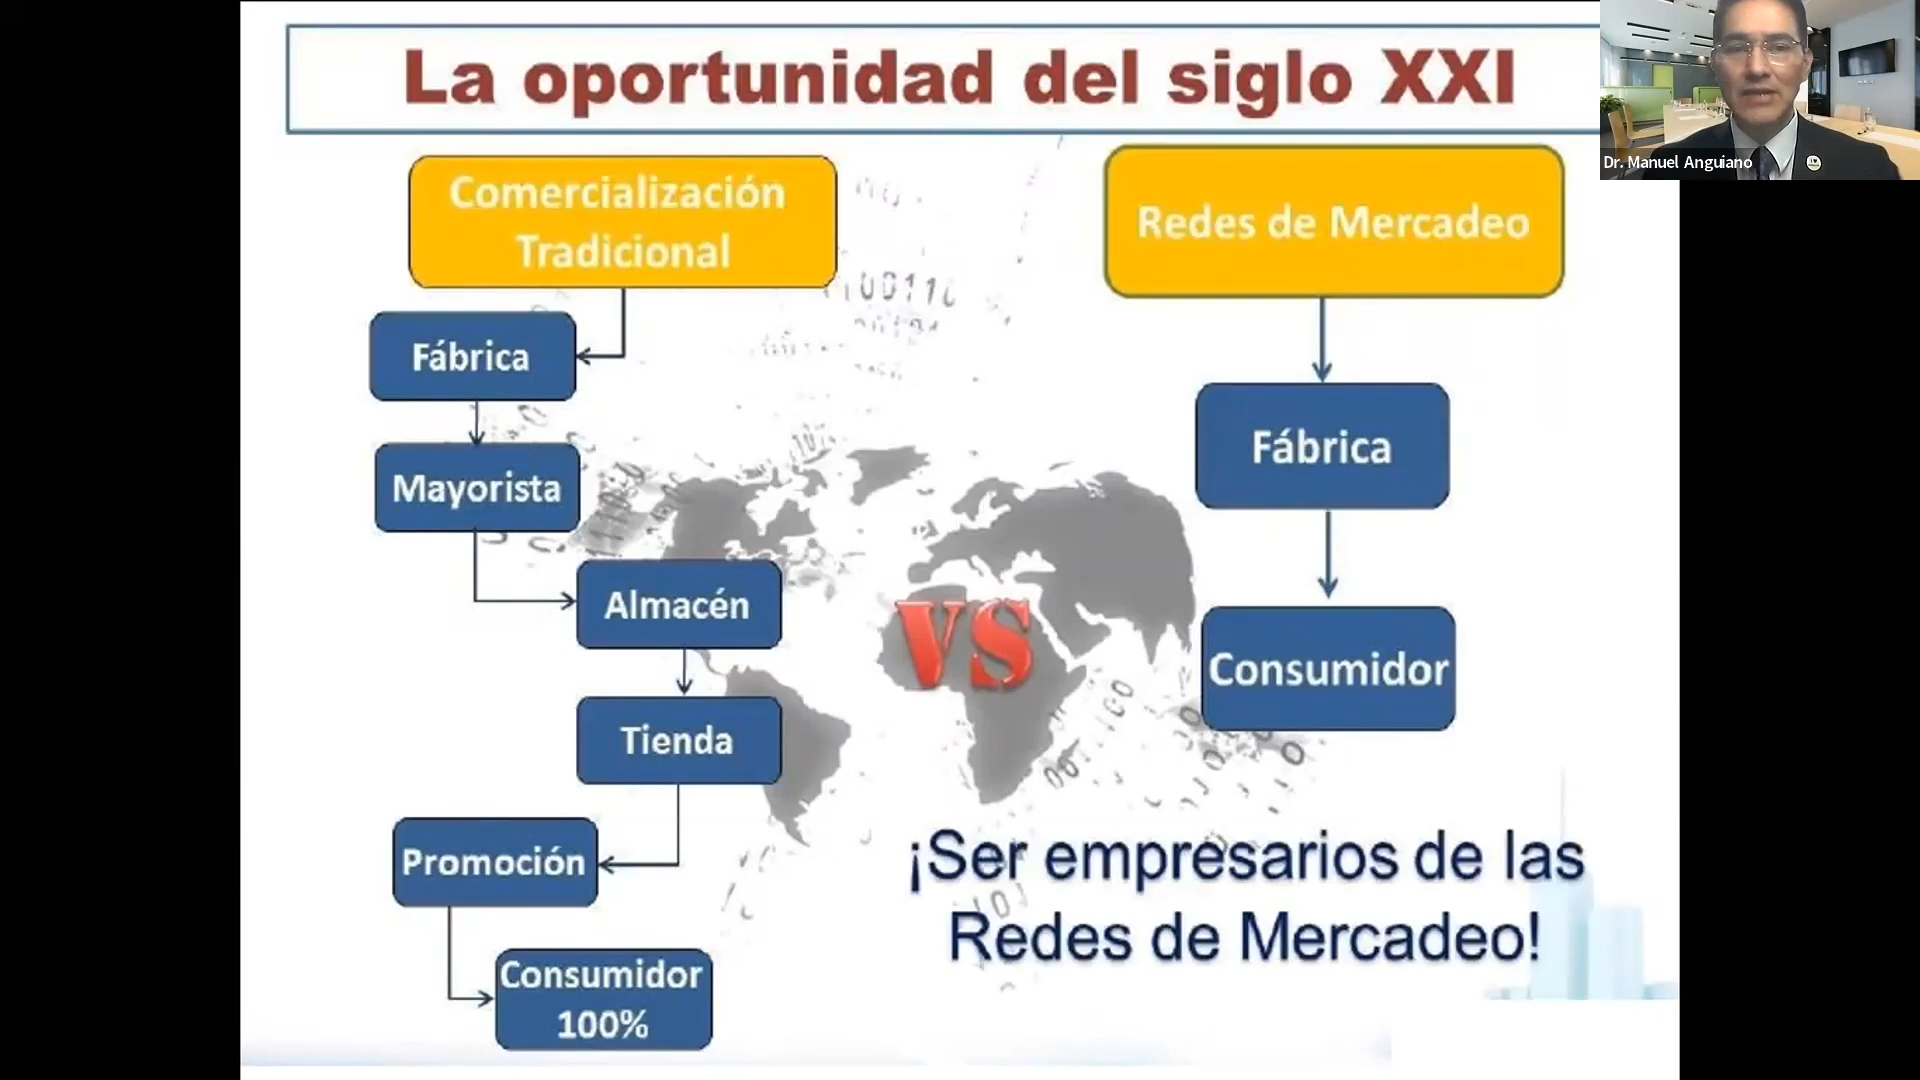 La oportunidad del siglo XXI
Dr. Manuel Anguiano
Comercialización
Tradicional
Fábrica
Mayorista
Almacén
Tienda
Promoción
Consumidor
100%
VS
Redes de Mercadeo
Fábrica
Consumidor
¡Ser empresarios de las
Redes de Mercadeo!